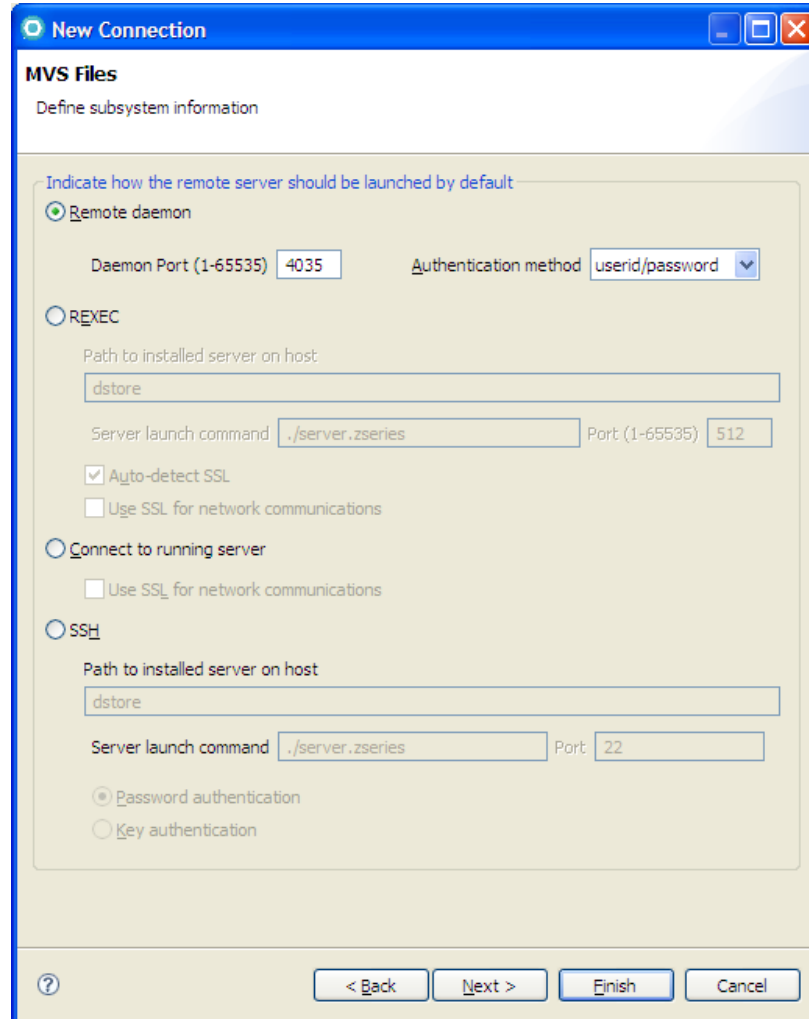 New Connection
MVS Files
Define subsystem information
Indicate how the remote server should be launched by default
Remote daemon
Daemon Port (1-65535) 4035 Authentication method userid/password
REXEC
Path to installed server on host
dstore
Server launch command ./server.zseries Port (1-65535) 512
Auto-detect SSL
Use SSL for network communications
Connect to running server
Use SSL for network communications
SSH
Path to installed server on host
dstore
Server launch command ./server.zseries Port 22
Password authentication
Key authentication
? < Back Next > Finish Cancel